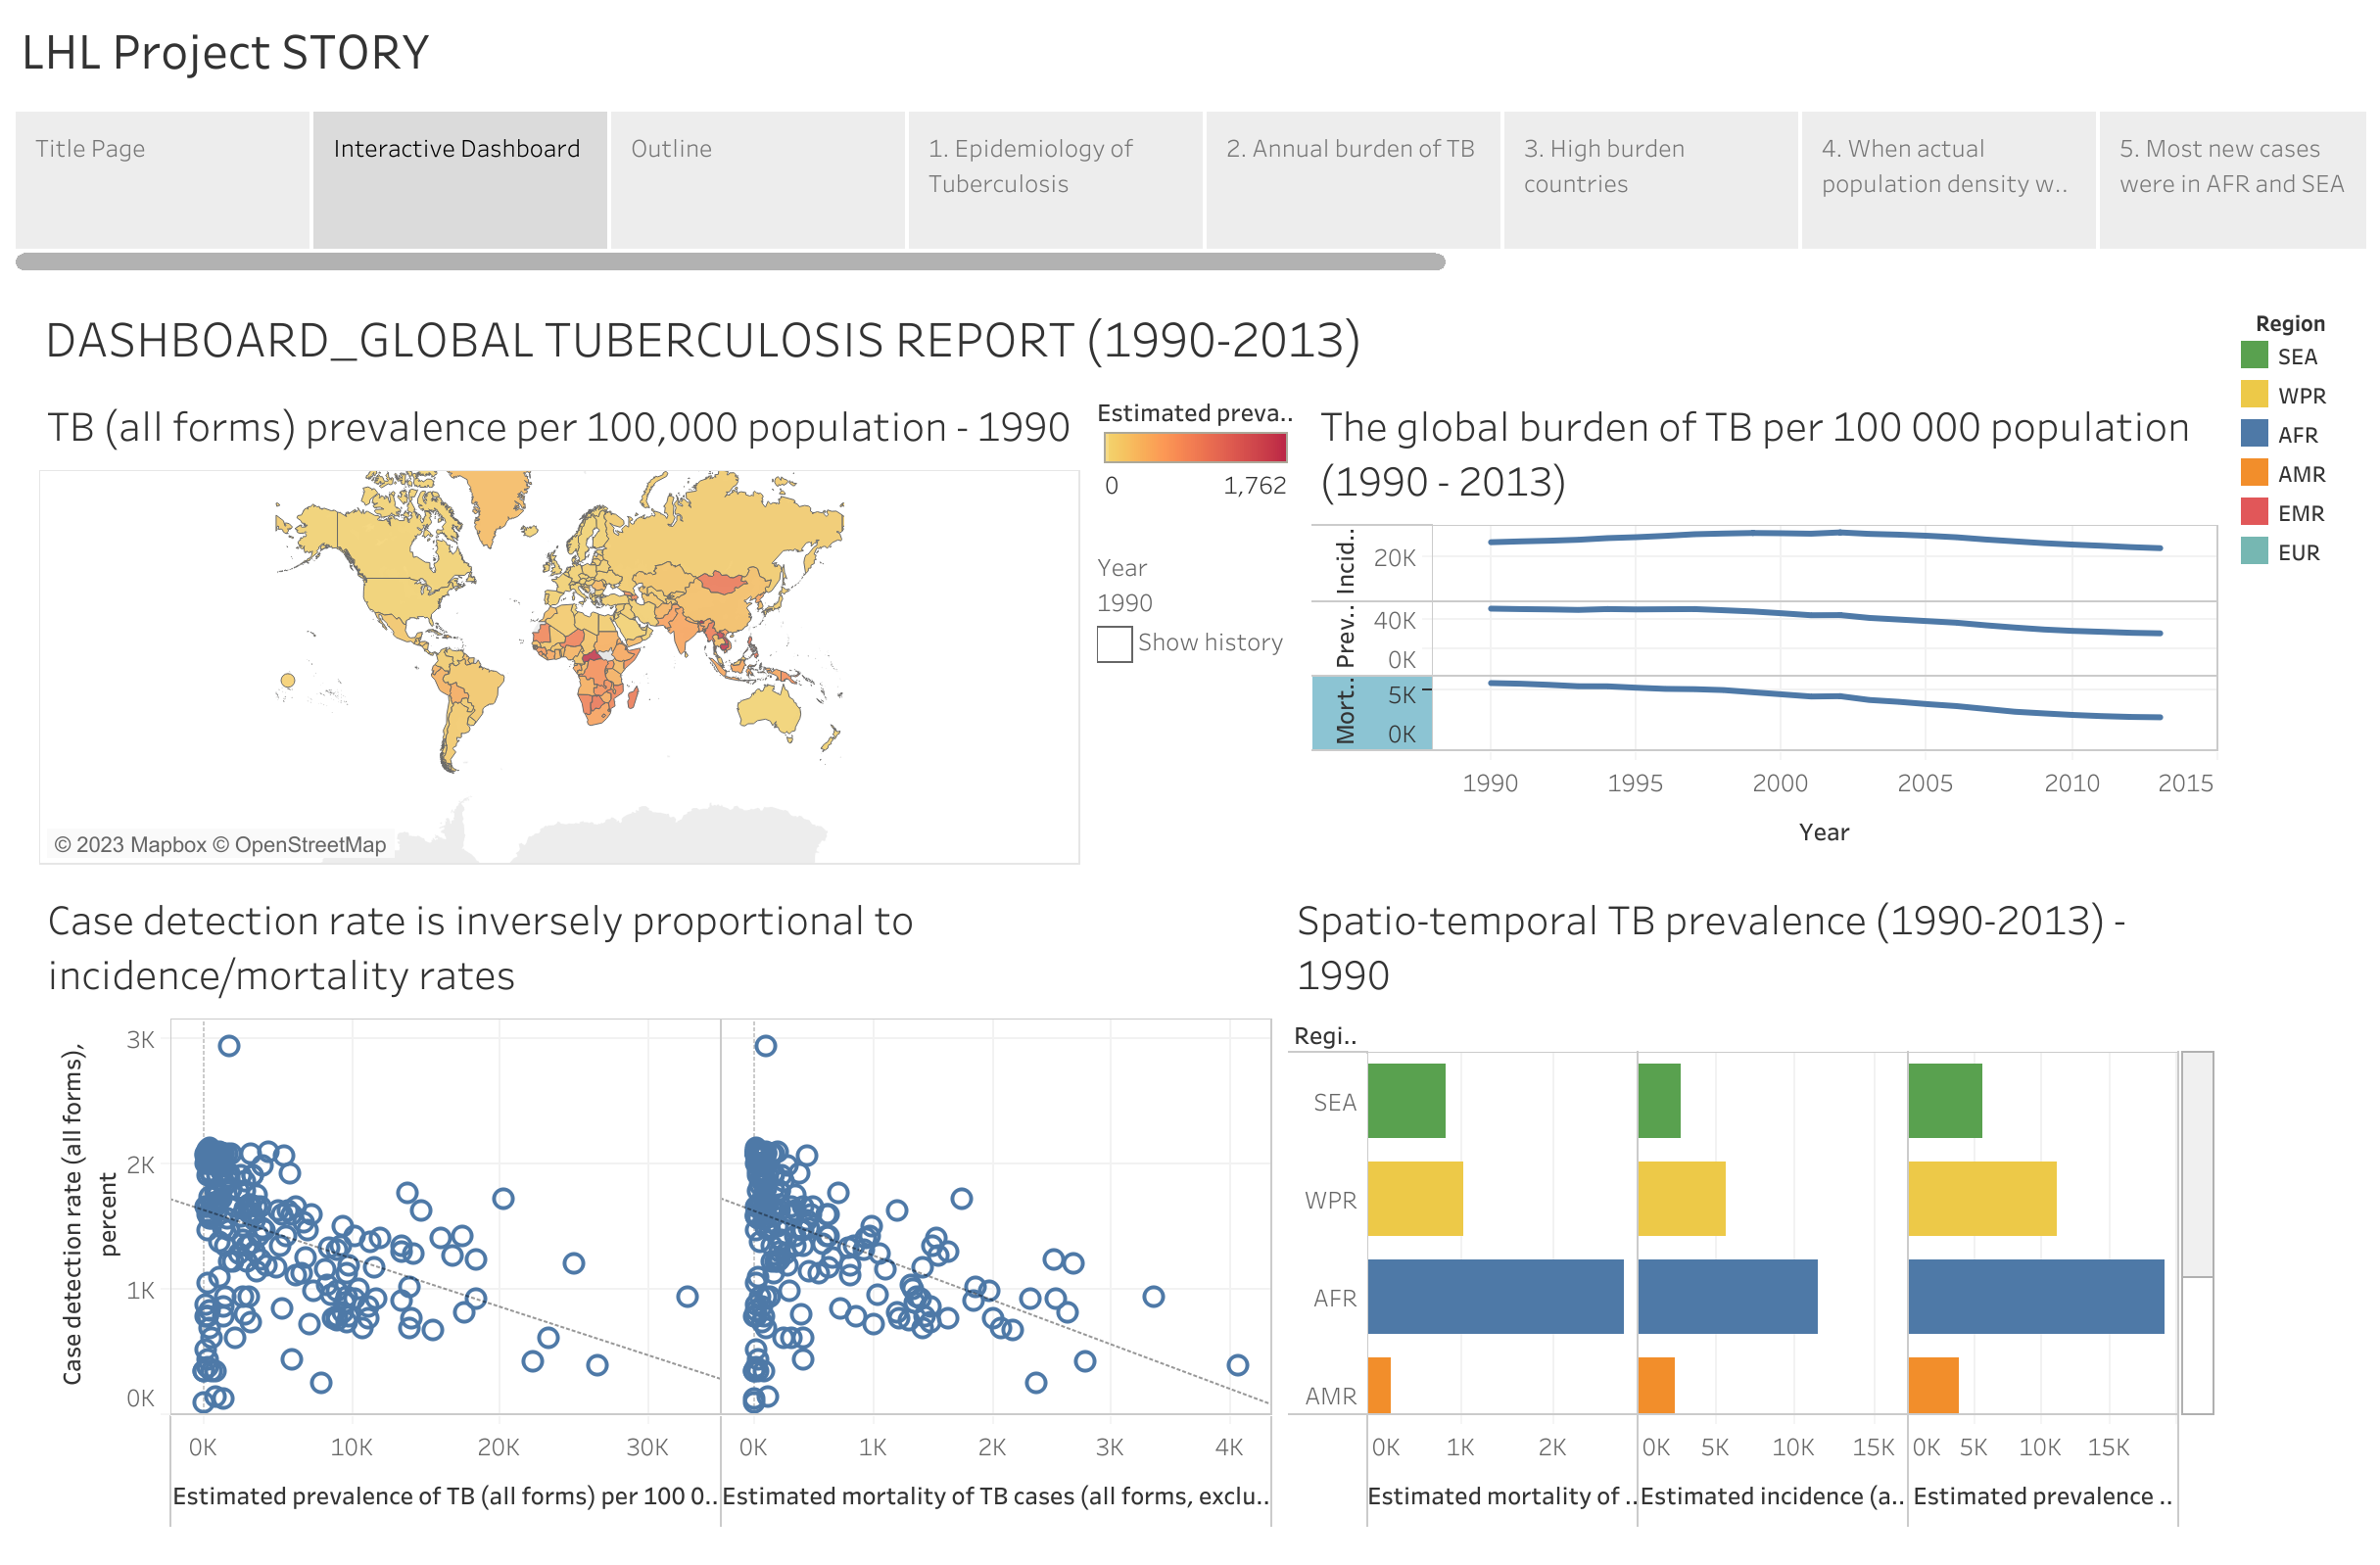 LHL Project STORY
Title Page
Interactive Dashboard
Outline
1. Epidemiology of
Tuberculosis
2. Annual burden of TB
3. High burden
countries
4. When actual
population density w..
5. Most new cases
were in AFR and SEA
DASHBOARD_GLOBAL TUBERCULOSIS REPORT (1990-2013)
TB (all forms) prevalence per 100,000 population - 1990
© 2023 Mapbox © OpenStreetMap
Estimated preva..
0 1,762
Year
1990
Show history
The global burden of TB per 100 000 population
(1990 - 2013)
Incid..
20K
Prev..
40K
0K
Mort..
5K
0K
1990 1995 2000 2005 2010 2015
Year
Region
SEA
WPR
AFR
AMR
EMR
EUR
Case detection rate is inversely proportional to
incidence/mortality rates
Case detection rate (all forms),
percent
3K
2K
1K
0K
0K 10K 20K 30K
0K 1K 2K 3K 4K
Estimated prevalence of TB (all forms) per 100 0..
Estimated mortality of TB cases (all forms, exclu..
Spatio-temporal TB prevalence (1990-2013) -
1990
Regi..
SEA
WPR
AFR
AMR
0K 1K 2K
0K 5K 10K 15K
0K 5K 10K 15K
Estimated mortality of ..
Estimated incidence (a..
Estimated prevalence ..